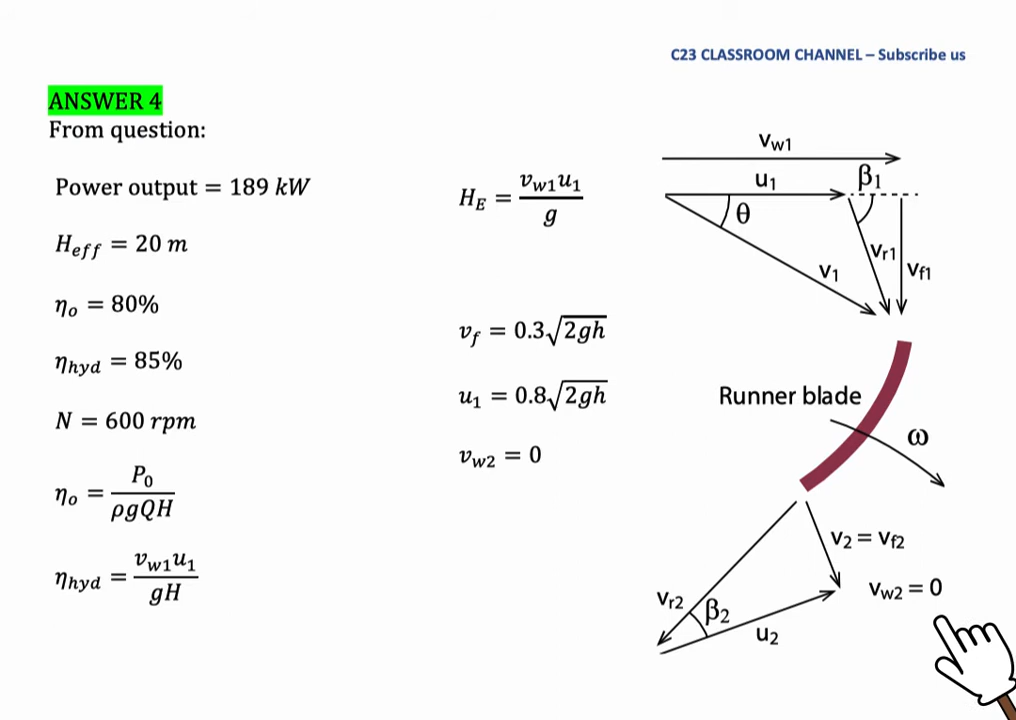 C23 CLASSROOM CHANNEL – Subscribe us
ANSWER 4
From question:
Power output = 189 kW
H_eff = 20 m
η_o = 80%
η_hyd = 85%
N = 600 rpm
η_o = P_0 / ρgQH
η_hyd = v_w1 u_1 / gH
H_E = v_w1 u_1 / g
v_f = 0.3√2gh
u_1 = 0.8√2gh
v_w2 = 0
v_w1
u_1
β_1
θ
v_r1
v_1
v_f1
Runner blade
ω
v_2 = v_f2
v_w2 = 0
v_r2
β_2
u_2